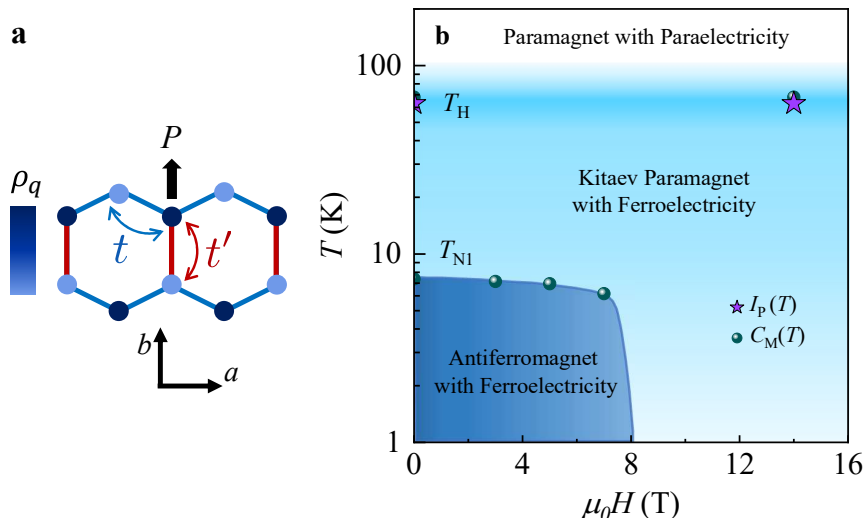 a
P
ρq
t
t′
b
a
b
Paramagnet with Paraelectricity
100
TH
Kitaev Paramagnet
with Ferroelectricity
T (K)
10
TN1
IP(T)
CM(T)
Antiferromagnet
with Ferroelectricity
1
0
4
8
12
16
μ0H (T)